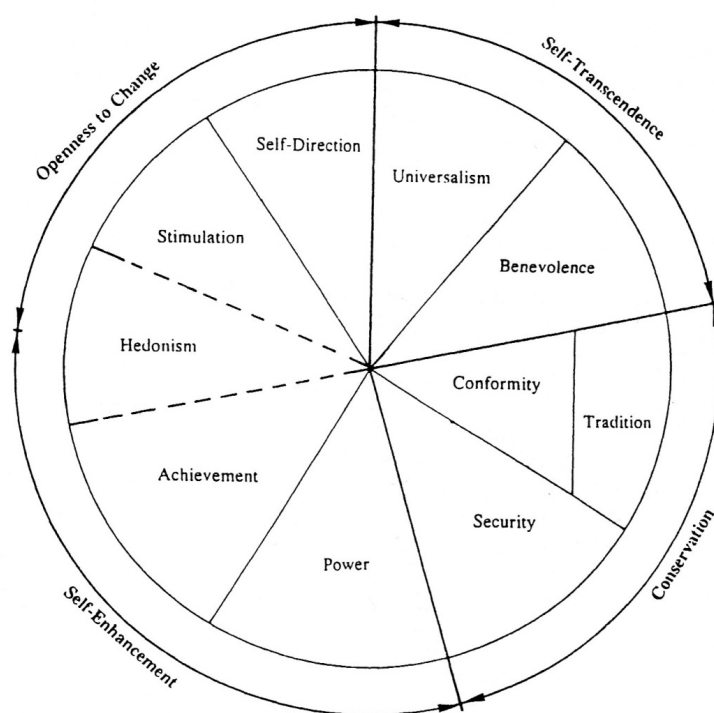 Openness to Change
Self-Transcendence
Self-Direction
Universalism
Stimulation
Benevolence
Hedonism
Conformity
Tradition
Achievement
Security
Power
Self-Enhancement
Conservation